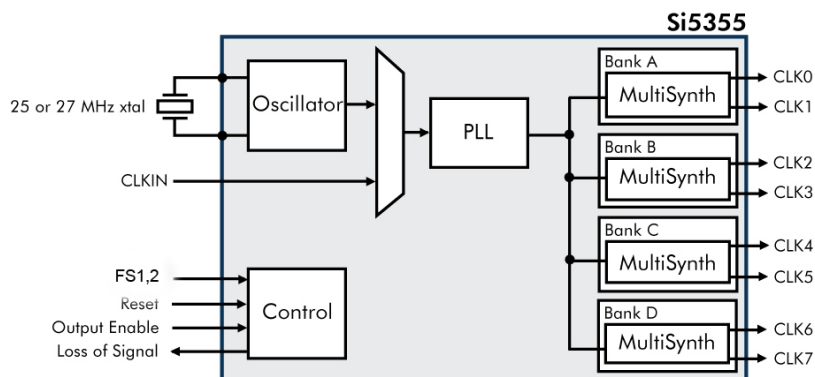 Si5355
25 or 27 MHz xtal
Oscillator
CLKIN
PLL
Bank A
MultiSynth
CLK0
CLK1
Bank B
MultiSynth
CLK2
CLK3
Bank C
MultiSynth
CLK4
CLK5
Bank D
MultiSynth
CLK6
CLK7
FS1,2
Reset
Output Enable
Loss of Signal
Control